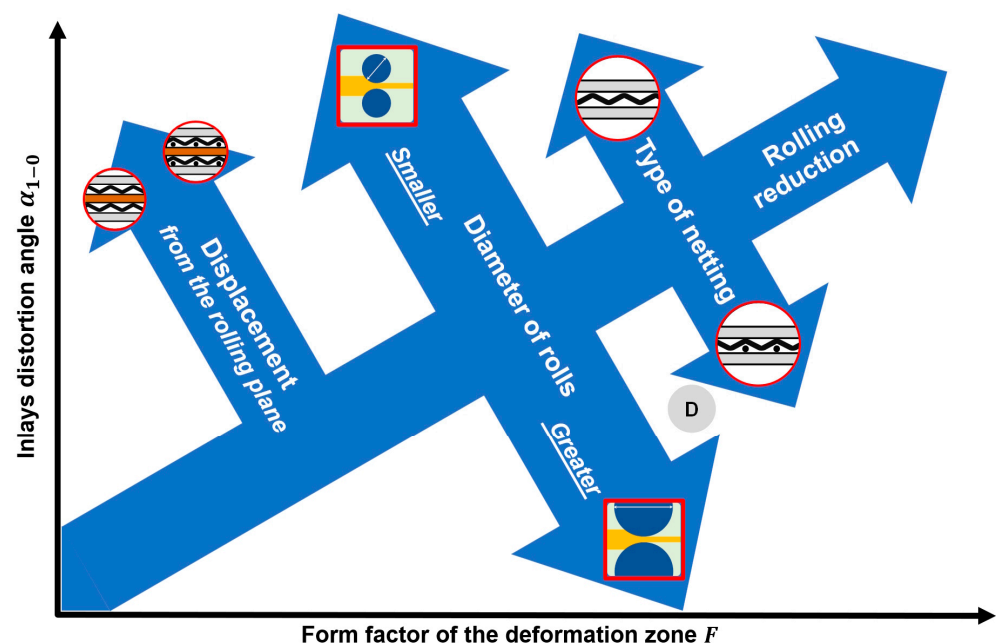 Inlays distortion angle α₁₋₀
Displacement
from the rolling plane
Smaller
Diameter of rolls
Greater
Type of netting
Rolling
reduction
D
Form factor of the deformation zone F